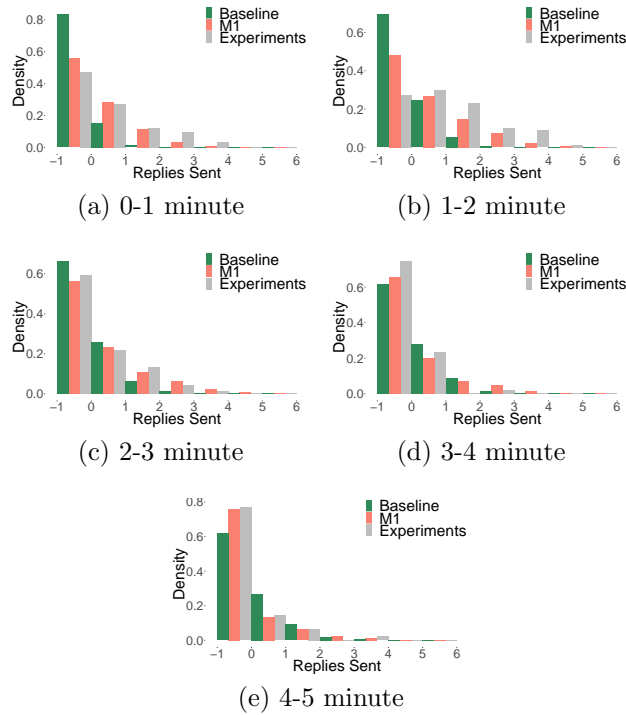 Baseline
M1
Experiments
Density
0.8
0.6
0.4
0.2
0.0
−1 0 1 2 3 4 5 6
Replies Sent
(a) 0-1 minute
Baseline
M1
Experiments
Density
0.6
0.4
0.2
0.0
−1 0 1 2 3 4 5 6
Replies Sent
(b) 1-2 minute
Baseline
M1
Experiments
Density
0.6
0.4
0.2
0.0
−1 0 1 2 3 4 5 6
Replies Sent
(c) 2-3 minute
Baseline
M1
Experiments
Density
0.6
0.4
0.2
0.0
−1 0 1 2 3 4 5 6
Replies Sent
(d) 3-4 minute
Baseline
M1
Experiments
Density
0.8
0.6
0.4
0.2
0.0
−1 0 1 2 3 4 5 6
Replies Sent
(e) 4-5 minute